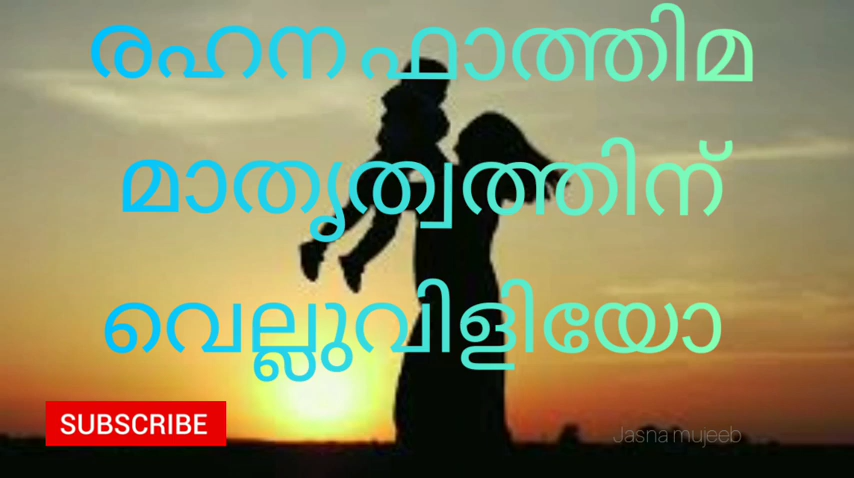 രഹന ഫാത്തിമ
മാതൃത്വത്തിന്
വെല്ലുവിളിയോ
SUBSCRIBE
Jasna mujeeb